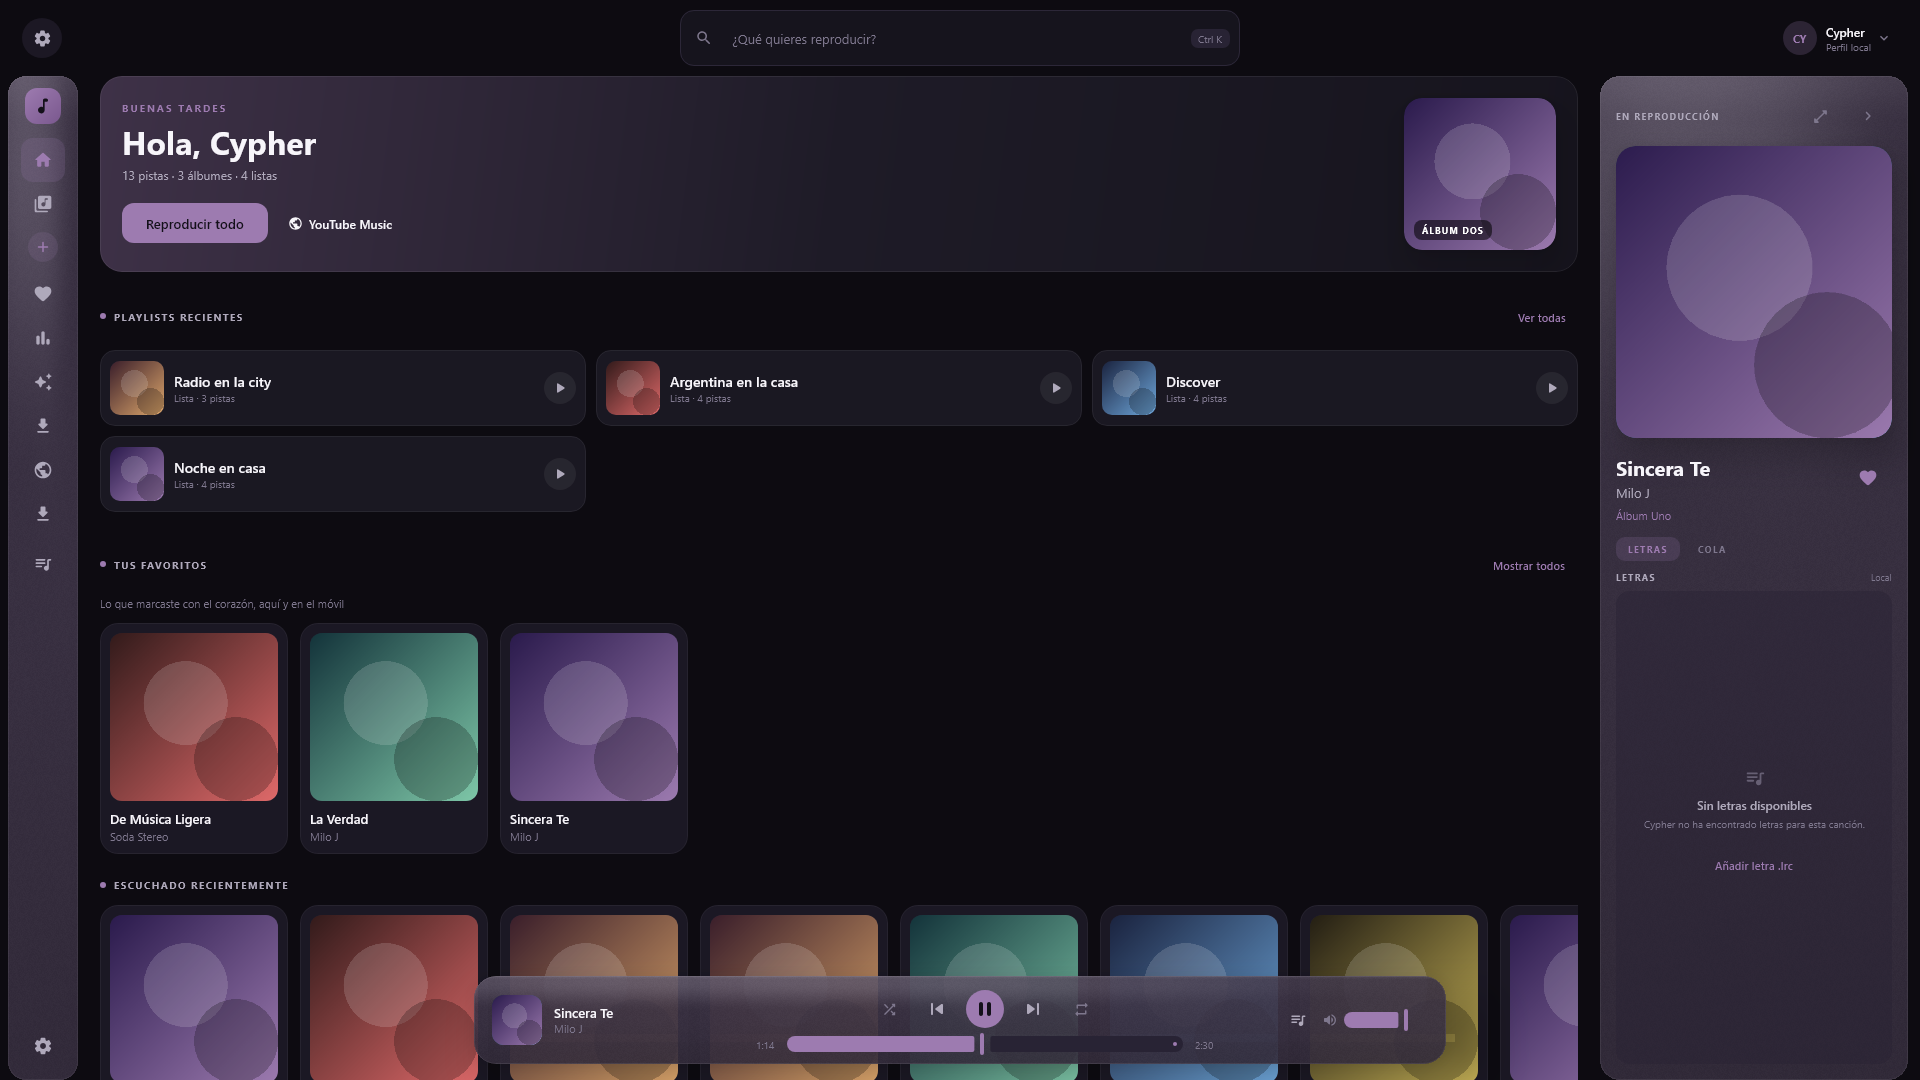 ¿Qué quieres reproducir?
Ctrl K
CY
Cypher
Perfil local
BUENAS TARDES
Hola, Cypher
13 pistas · 3 álbumes · 4 listas
Reproducir todo
YouTube Music
ÁLBUM DOS
PLAYLISTS RECIENTES
Ver todas
Radio en la city
Lista · 3 pistas
Argentina en la casa
Lista · 4 pistas
Discover
Lista · 4 pistas
Noche en casa
Lista · 4 pistas
TUS FAVORITOS
Mostrar todos
Lo que marcaste con el corazón, aquí y en el móvil
De Música Ligera
Soda Stereo
La Verdad
Milo J
Sincera Te
Milo J
ESCUCHADO RECIENTEMENTE
EN REPRODUCCIÓN
Sincera Te
Milo J
Álbum Uno
LETRAS
COLA
LETRAS
Local
Sin letras disponibles
Cypher no ha encontrado letras para esta canción.
Añadir letra .lrc
Sincera Te
Milo J
1:14
2:30